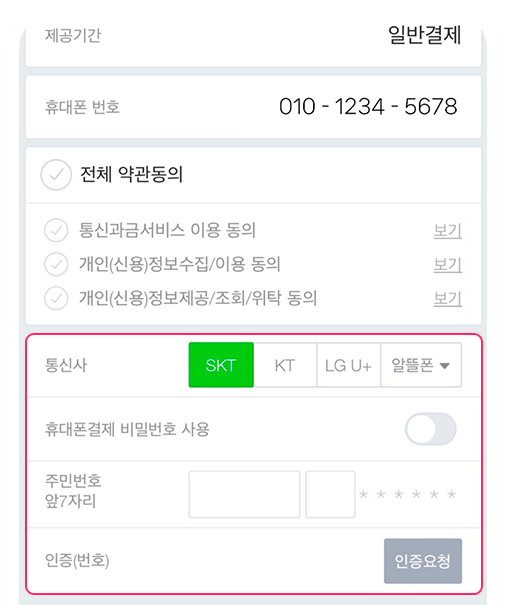 제공기간 일반결제
휴대폰 번호 010 - 1234 - 5678
전체 약관동의
통신과금서비스 이용 동의 보기
개인(신용)정보수집/이용 동의 보기
개인(신용)정보제공/조회/위탁 동의 보기
통신사 SKT KT LG U+ 알뜰폰 ▼
휴대폰결제 비밀번호 사용
주민번호
앞7자리 * * * * * *
인증(번호) 인증요청